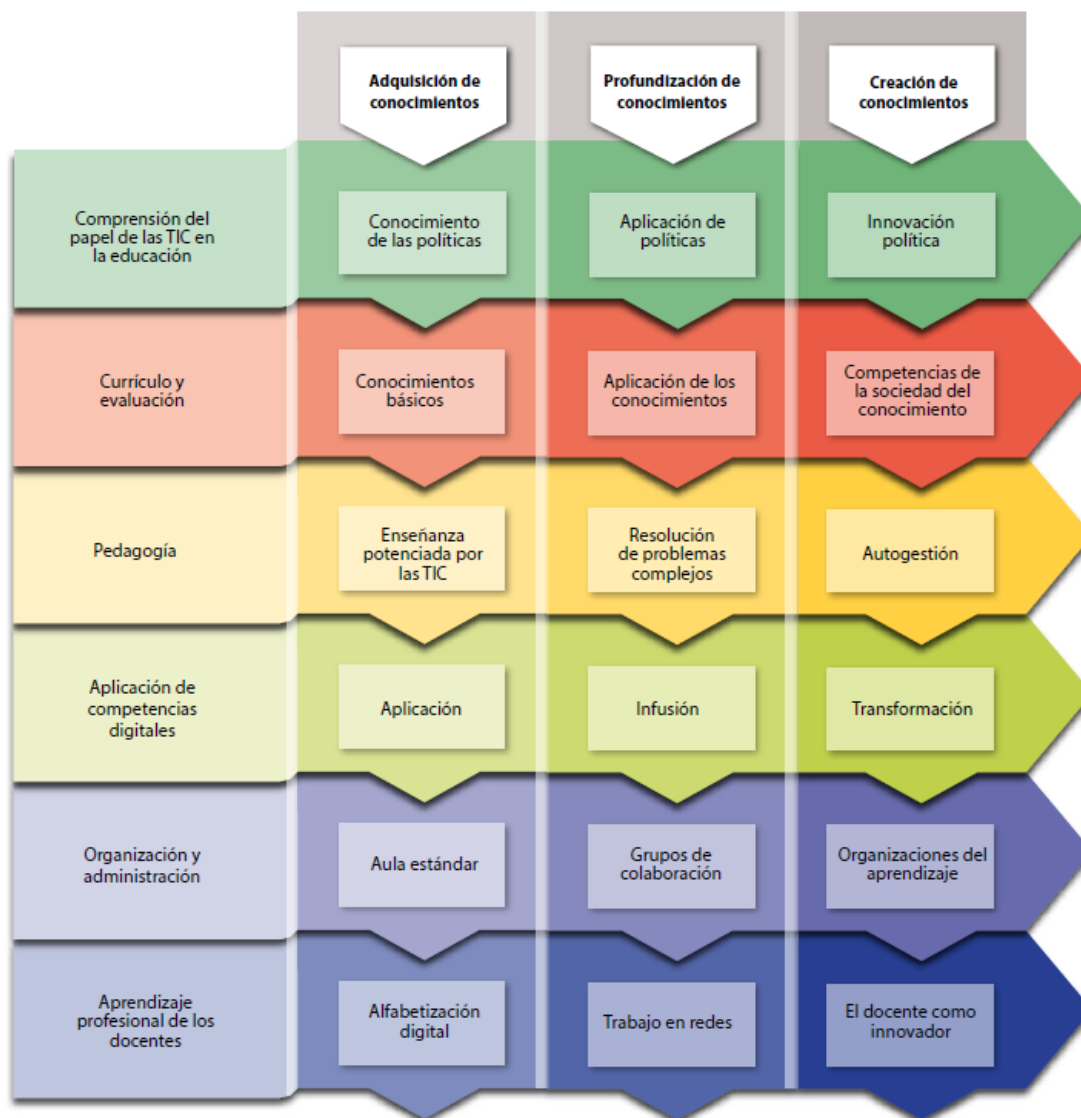 Adquisición de
conocimientos
Profundización de
conocimientos
Creación de
conocimientos
Comprensión del
papel de las TIC en
la educación
Conocimiento
de las políticas
Aplicación de
políticas
Innovación
política
Currículo y
evaluación
Conocimientos
básicos
Aplicación de los
conocimientos
Competencias de
la sociedad del
conocimiento
Pedagogía
Enseñanza
potenciada por
las TIC
Resolución
de problemas
complejos
Autogestión
Aplicación de
competencias
digitales
Aplicación
Infusión
Transformación
Organización y
administración
Aula estándar
Grupos de
colaboración
Organizaciones del
aprendizaje
Aprendizaje
profesional de los
docentes
Alfabetización
digital
Trabajo en redes
El docente como
innovador